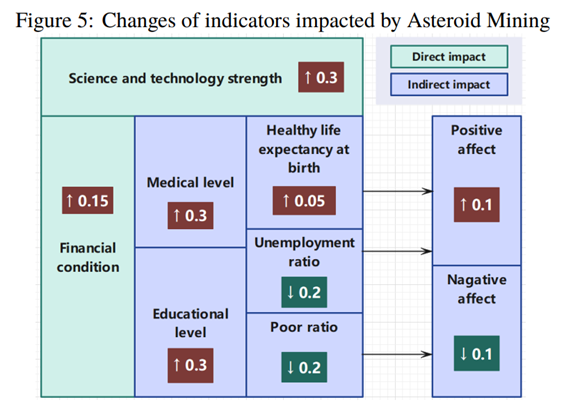 Figure 5: Changes of indicators impacted by Asteroid Mining
Science and technology strength ↑ 0.3
Direct impact
Indirect impact
↑ 0.15
Financial
condition
Medical level
↑ 0.3
Educational
level
↑ 0.3
Healthy life
expectancy at
birth
↑ 0.05
Unemployment
ratio
↓ 0.2
Poor ratio
↓ 0.2
Positive
affect
↑ 0.1
Nagative
affect
↓ 0.1